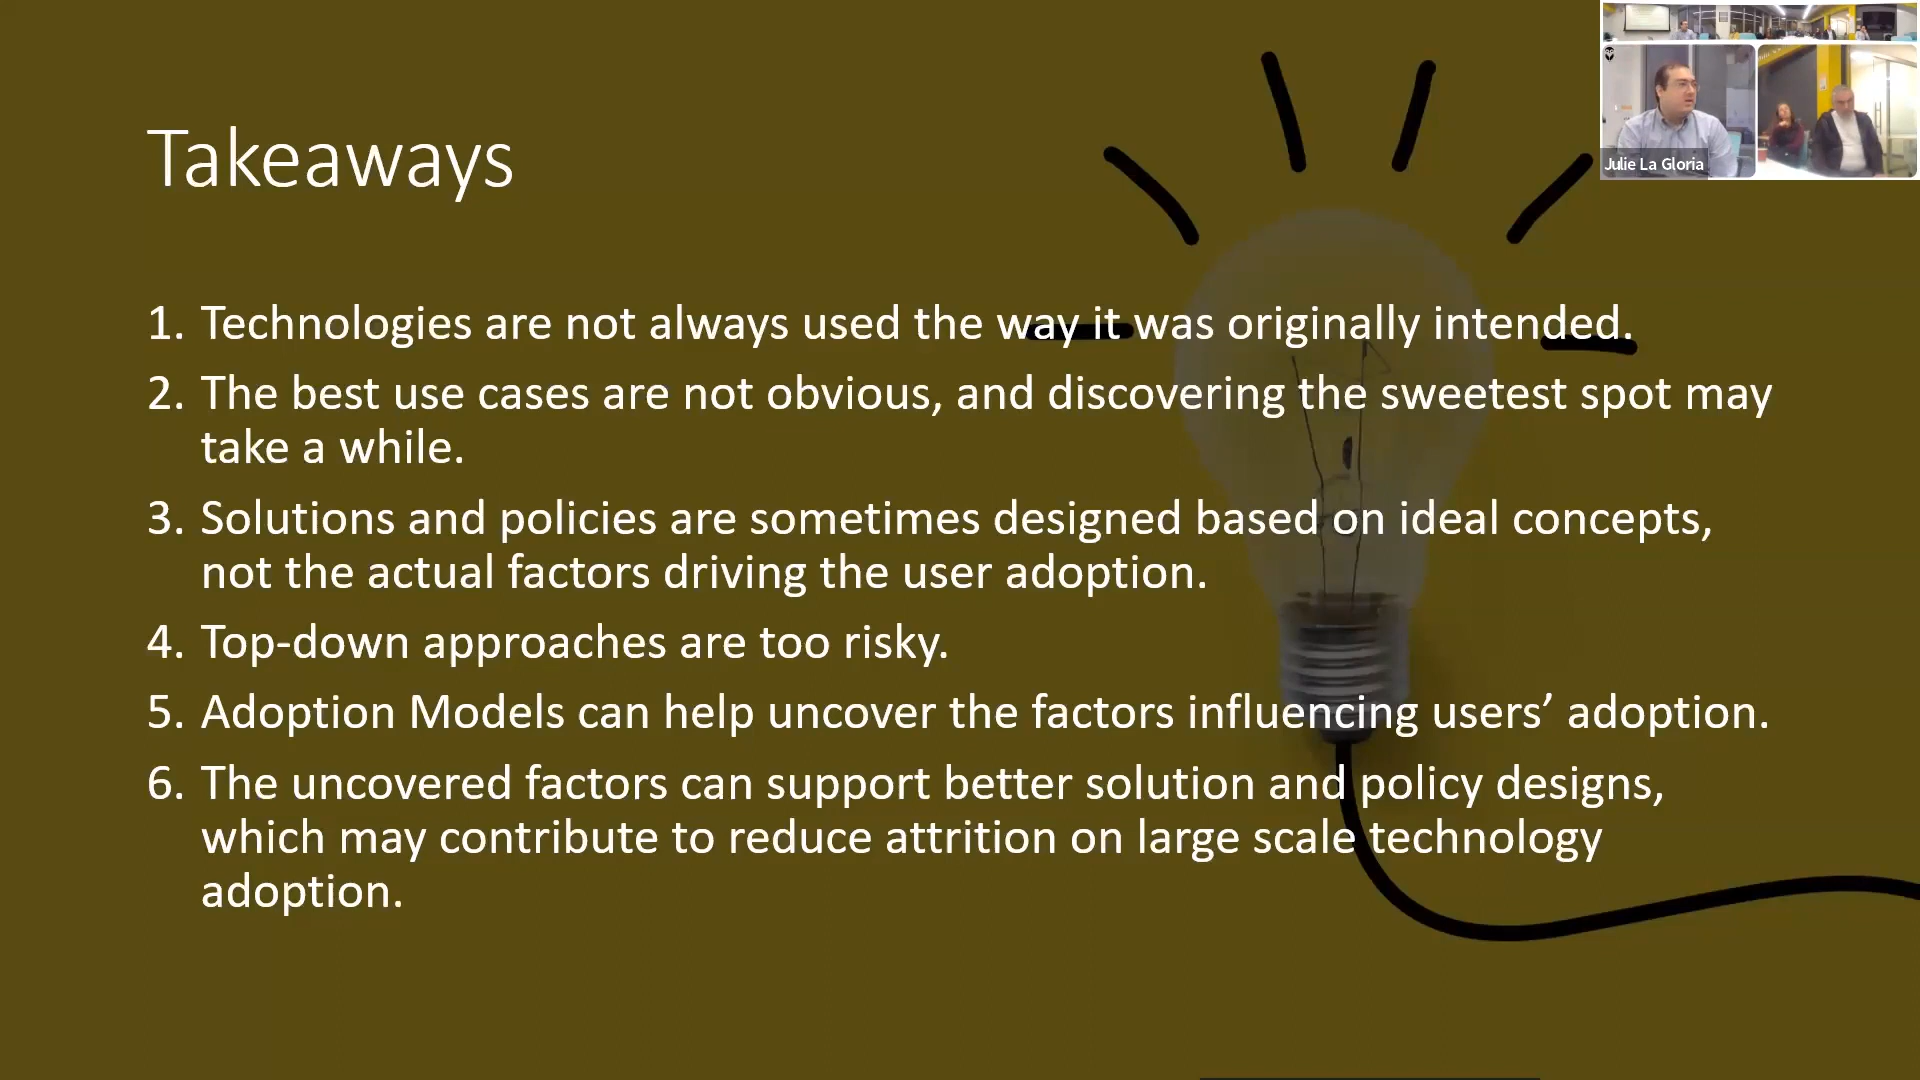 Takeaways
1. Technologies are not always used the way it was originally intended.
2. The best use cases are not obvious, and discovering the sweetest spot may
take a while.
3. Solutions and policies are sometimes designed based on ideal concepts,
not the actual factors driving the user adoption.
4. Top-down approaches are too risky.
5. Adoption Models can help uncover the factors influencing users’ adoption.
6. The uncovered factors can support better solution and policy designs,
which may contribute to reduce attrition on large scale technology
adoption.
Julie La Gloria